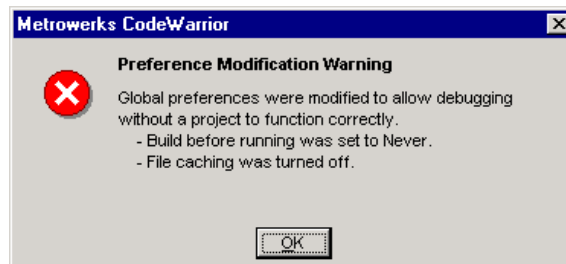 Metrowerks CodeWarrior
Preference Modification Warning
Global preferences were modified to allow debugging
without a project to function correctly.
- Build before running was set to Never.
- File caching was turned off.
OK